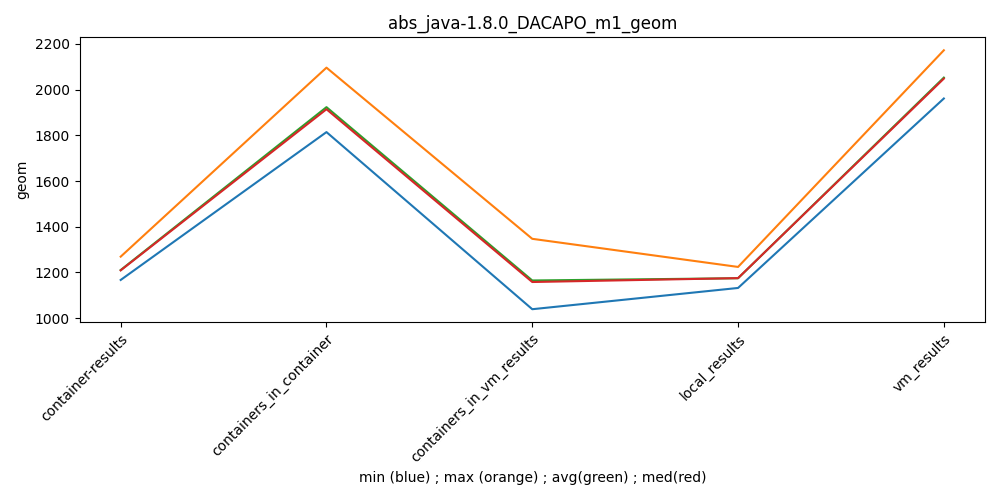 abs_java-1.8.0_DACAPO_m1_geom
2200
2000
1800
1600
1400
1200
1000
geom
container-results
containers_in_container
containers_in_vm_results
local_results
vm_results
min (blue) ; max (orange) ; avg(green) ; med(red)